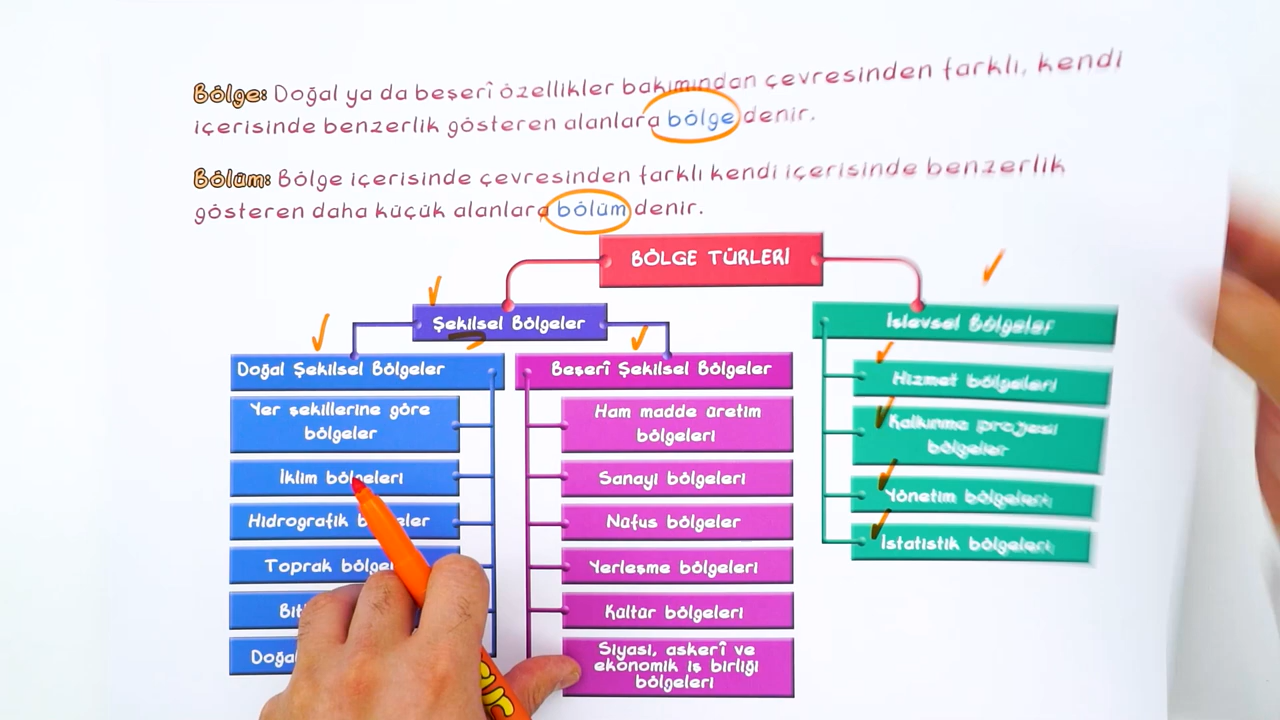 Bölge: Doğal ya da beşerî özellikler bakımından çevresinden farklı, kendi
içerisinde benzerlik gösteren alanlara bölge denir.
Bölüm: Bölge içerisinde çevresinden farklı kendi içerisinde benzerlik
gösteren daha küçük alanlara bölüm denir.
BÖLGE TÜRLERİ
Şekilsel Bölgeler
Doğal Şekilsel Bölgeler
Yer şekillerine göre
bölgeler
İklim bölgeleri
Hidrografik bölgeler
Toprak
Doğal
Beşerî Şekilsel Bölgeler
Ham madde üretim
bölgeleri
Sanayi bölgeleri
Nüfus bölgeler
Yerleşme bölgeleri
Kültür bölgeleri
Siyasi, askerî ve
ekonomik iş birliği
bölgeleri
İşlevsel Bölgeler
Hizmet bölgeleri
Kalkınma projesi
bölgeler
Yönetim bölgeleri
İstatistik bölgeleri